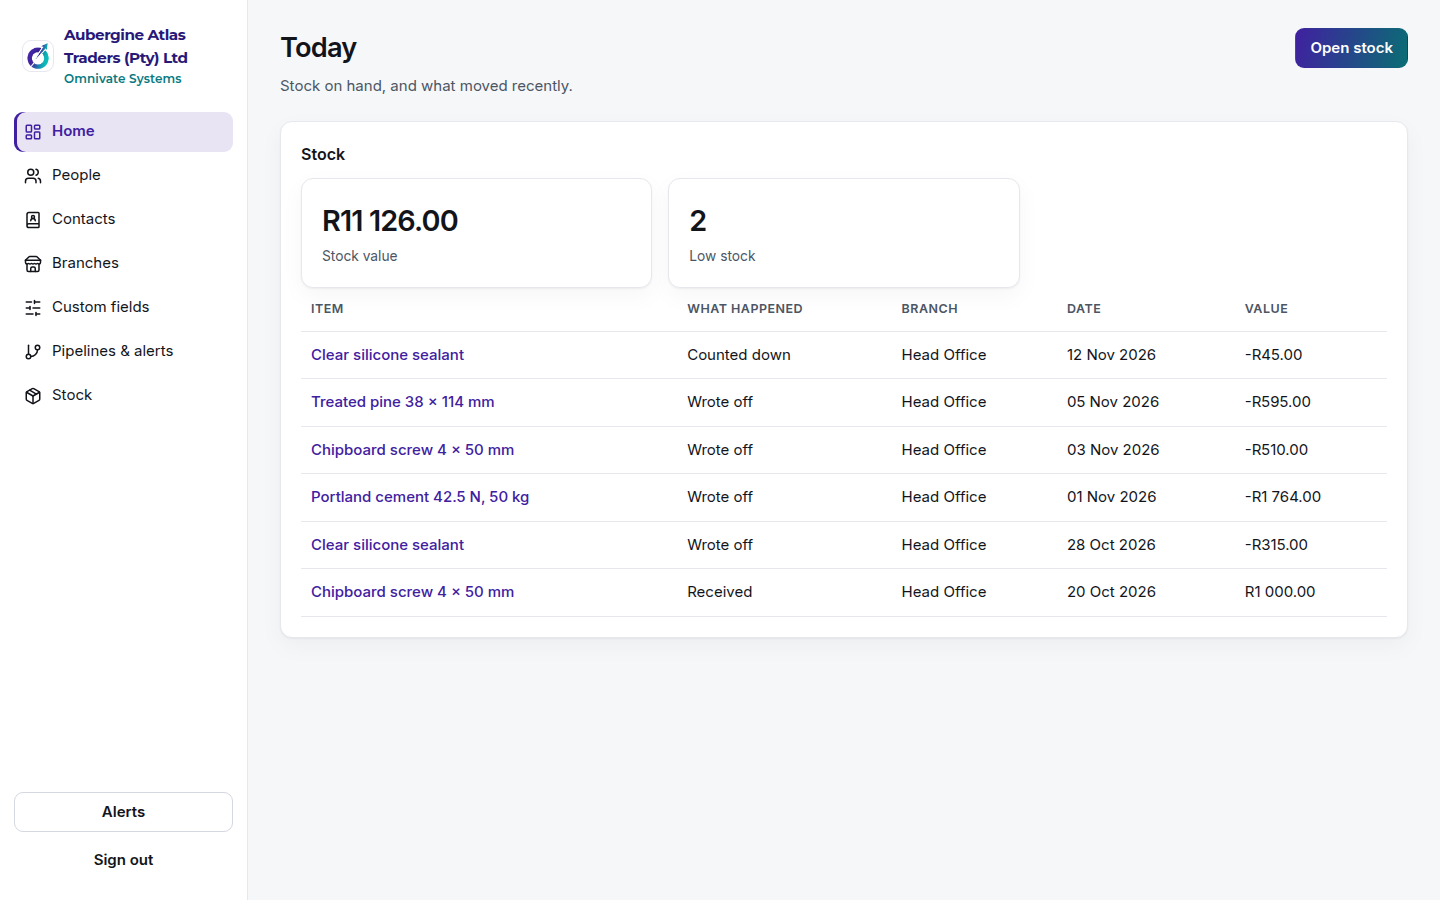 Aubergine Atlas
Traders (Pty) Ltd
Omnivate Systems
Home
People
Contacts
Branches
Custom fields
Pipelines & alerts
Stock
Alerts
Sign out
Today
Stock on hand, and what moved recently.
Open stock
Stock
R11 126.00
Stock value
2
Low stock
ITEM WHAT HAPPENED BRANCH DATE VALUE
Clear silicone sealant Counted down Head Office 12 Nov 2026 -R45.00
Treated pine 38 × 114 mm Wrote off Head Office 05 Nov 2026 -R595.00
Chipboard screw 4 × 50 mm Wrote off Head Office 03 Nov 2026 -R510.00
Portland cement 42.5 N, 50 kg Wrote off Head Office 01 Nov 2026 -R1 764.00
Clear silicone sealant Wrote off Head Office 28 Oct 2026 -R315.00
Chipboard screw 4 × 50 mm Received Head Office 20 Oct 2026 R1 000.00